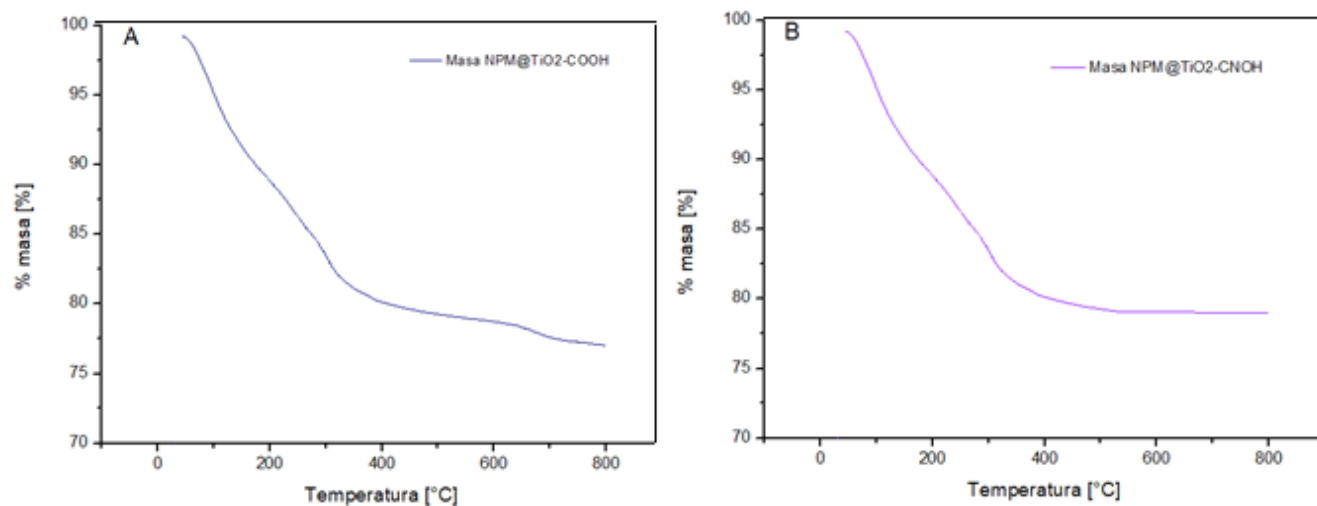 A
Masa NPM@TiO2-COOH
100
95
90
85
80
75
70
% masa [%]
0 200 400 600 800
Temperatura [°C]
B
Masa NPM@TiO2-CNOH
100
95
90
85
80
75
70
% masa [%]
0 200 400 600 800
Temperatura [°C]